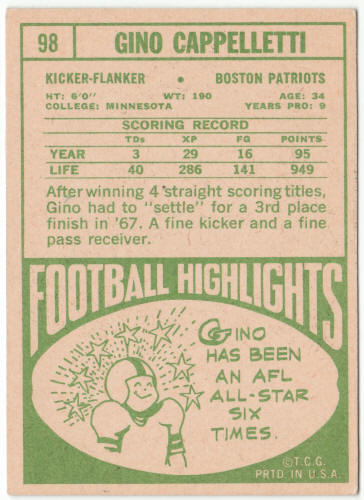 98 GINO CAPPELLETTI
KICKER-FLANKER • BOSTON PATRIOTS
HT: 6'0" WT: 190 AGE: 34
COLLEGE: MINNESOTA YEARS PRO: 9
SCORING RECORD
TDs XP FG POINTS
YEAR 3 29 16 95
LIFE 40 286 141 949
After winning 4 straight scoring titles,
Gino had to "settle" for a 3rd place
finish in '67. A fine kicker and a fine
pass receiver.
FOOTBALL HIGHLIGHTS
GINO
HAS BEEN
AN AFL
ALL-STAR
SIX
TIMES.
©T.C.G.
PRTD IN U.S.A.